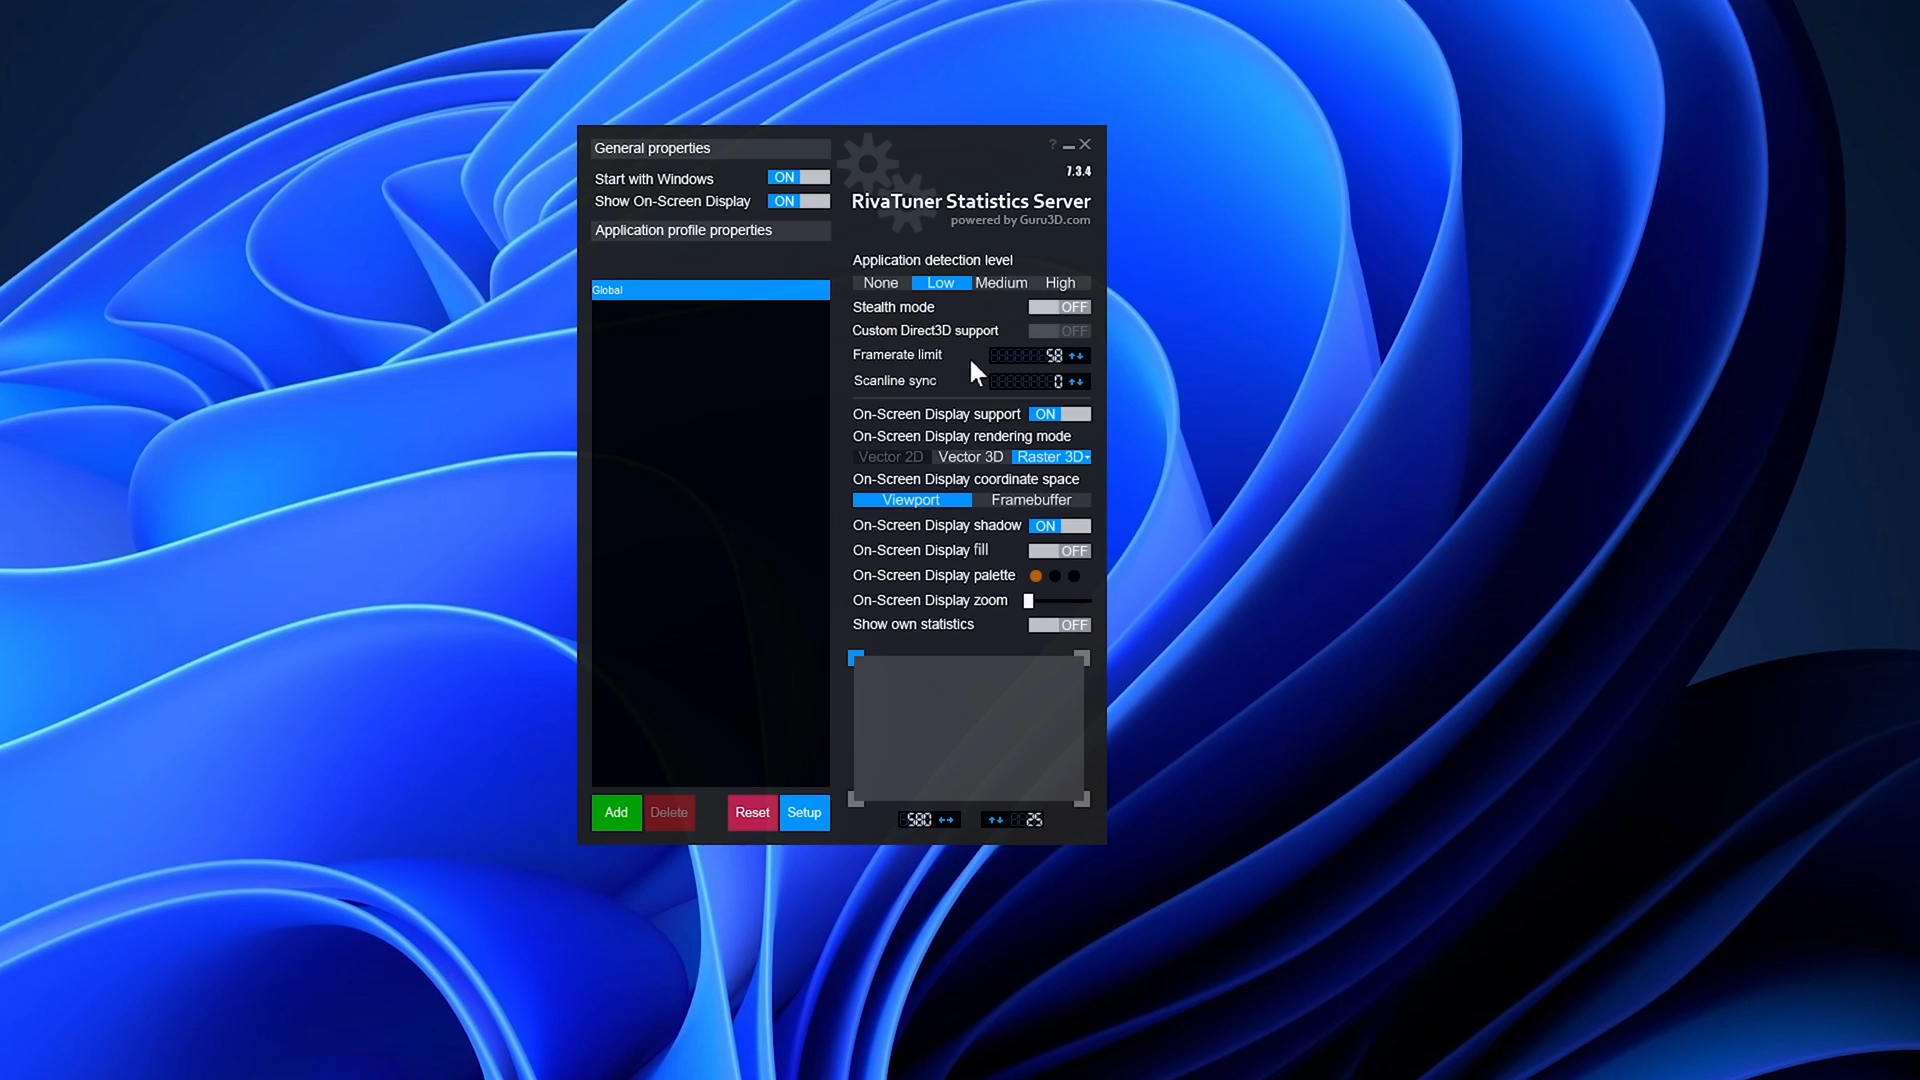 General properties
Start with Windows ON
Show On-Screen Display ON
Application profile properties
Global
Add Delete Reset Setup
?
7.3.4
RivaTuner Statistics Server
powered by Guru3D.com
Application detection level
None Low Medium High
Stealth mode OFF
Custom Direct3D support OFF
Framerate limit 58
Scanline sync 0
On-Screen Display support ON
On-Screen Display rendering mode
Vector 2D Vector 3D Raster 3D
On-Screen Display coordinate space
Viewport Framebuffer
On-Screen Display shadow ON
On-Screen Display fill OFF
On-Screen Display palette
On-Screen Display zoom
Show own statistics OFF
580 25